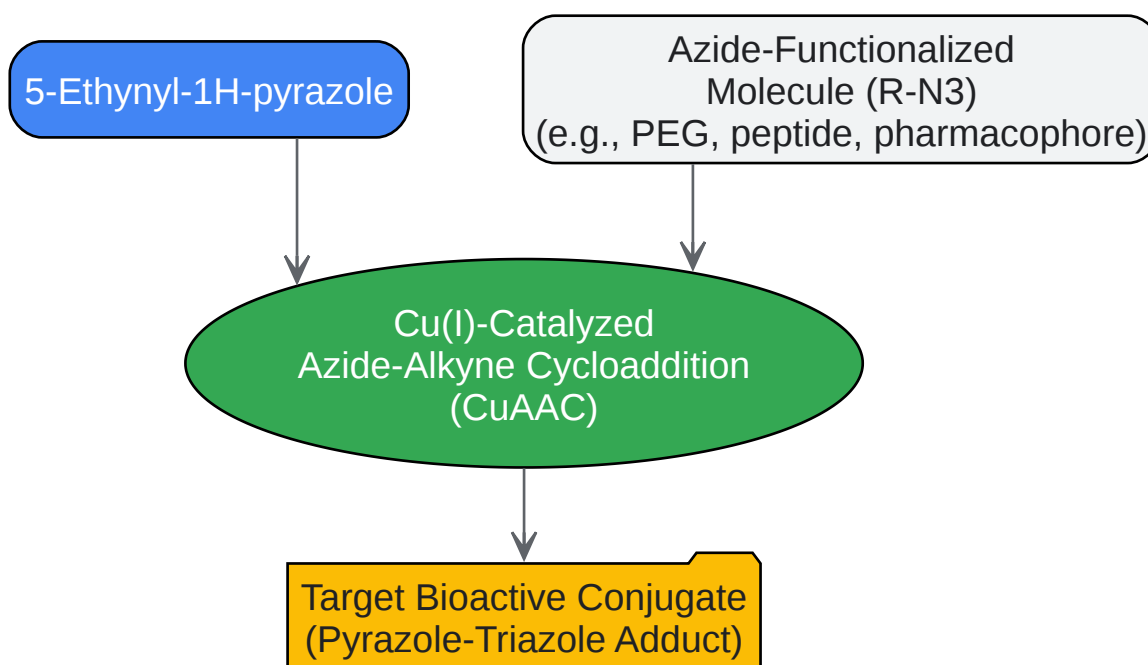 5-Ethynyl-1H-pyrazole
Azide-Functionalized
Molecule (R-N3)
(e.g., PEG, peptide, pharmacophore)
Cu(I)-Catalyzed
Azide-Alkyne Cycloaddition
(CuAAC)
Target Bioactive Conjugate
(Pyrazole-Triazole Adduct)